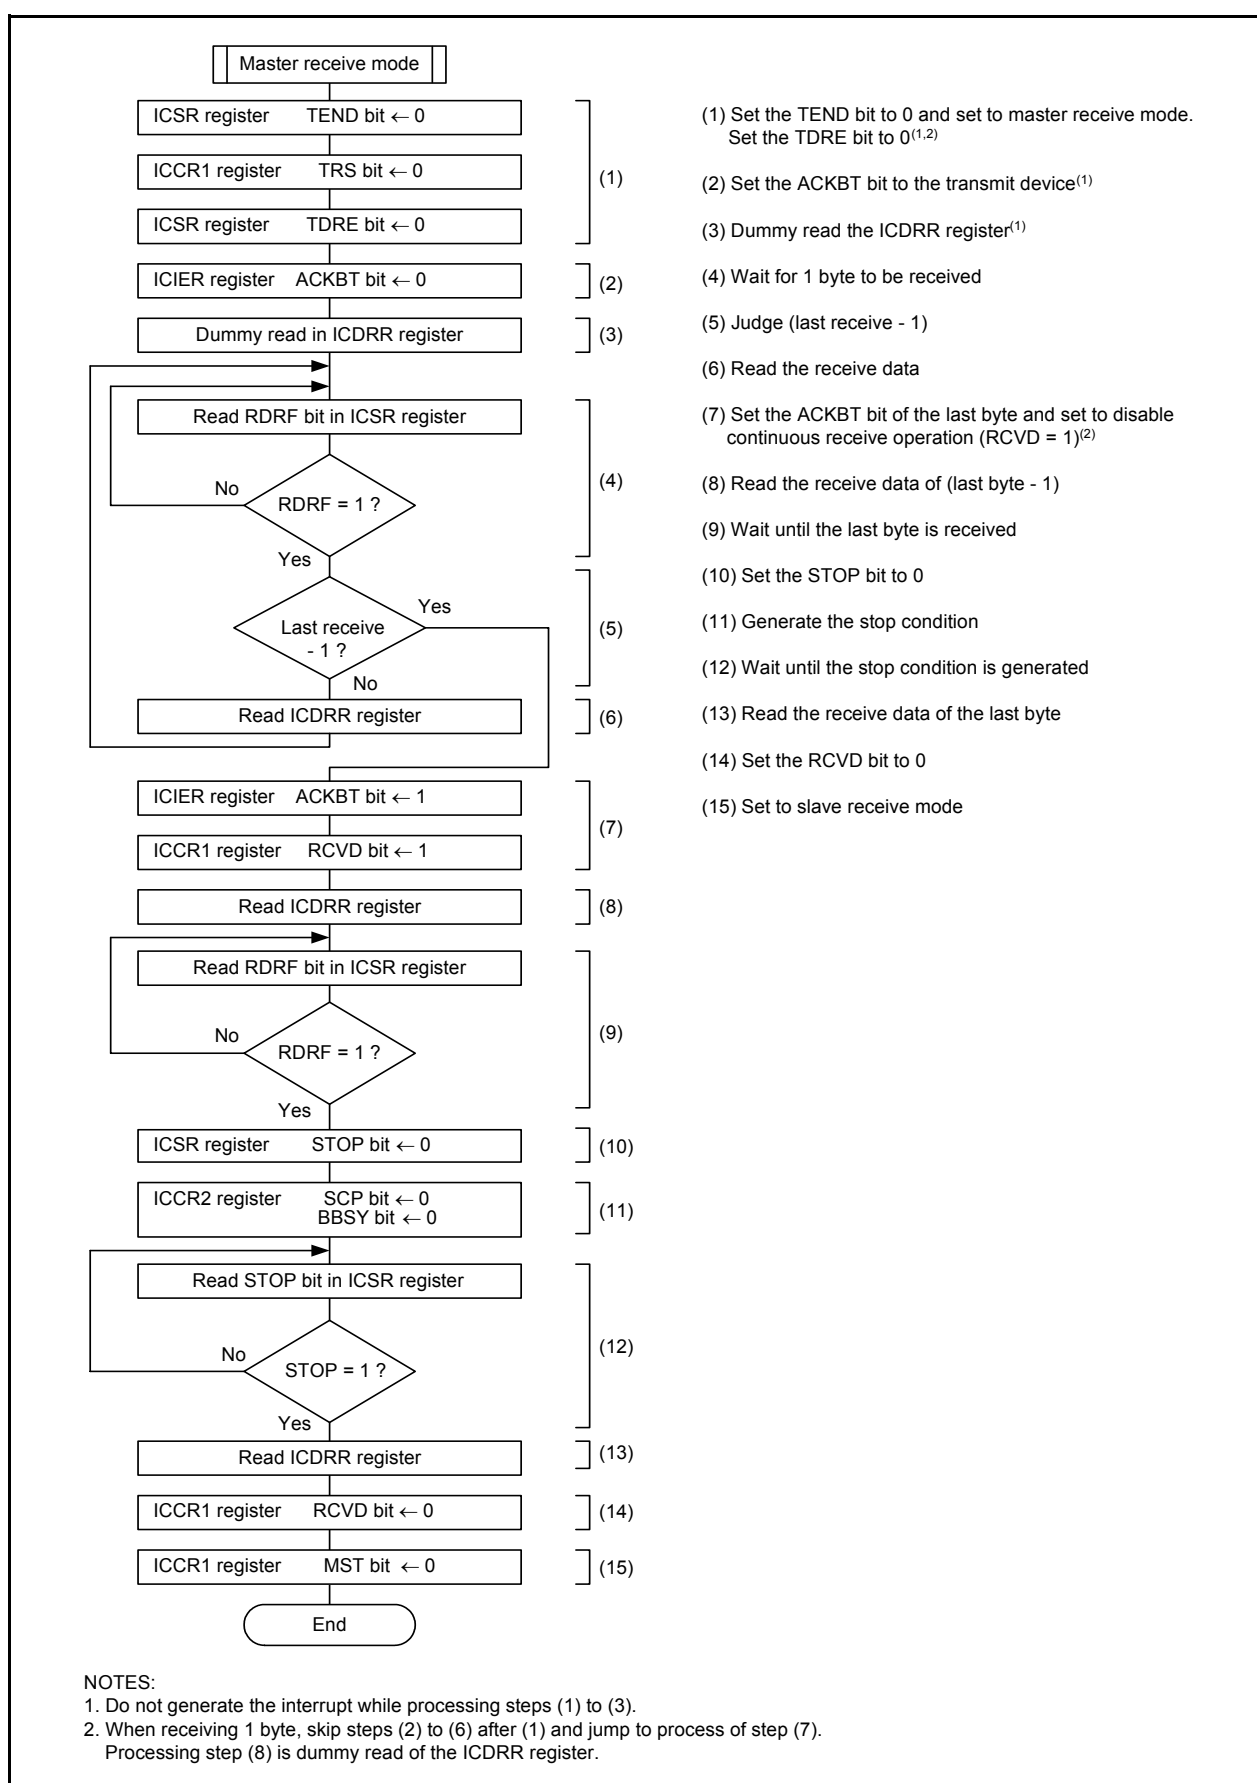 Master receive mode
ICSR register TEND bit ← 0
ICCR1 register TRS bit ← 0
ICSR register TDRE bit ← 0
(1)
ICIER register ACKBT bit ← 0
(2)
Dummy read in ICDRR register
(3)
Read RDRF bit in ICSR register
No
RDRF = 1 ?
Yes
(4)
Last receive
- 1 ?
Yes
No
(5)
Read ICDRR register
(6)
ICIER register ACKBT bit ← 1
ICCR1 register RCVD bit ← 1
(7)
Read ICDRR register
(8)
Read RDRF bit in ICSR register
No
RDRF = 1 ?
Yes
(9)
ICSR register STOP bit ← 0
(10)
ICCR2 register SCP bit ← 0
BBSY bit ← 0
(11)
Read STOP bit in ICSR register
No
STOP = 1 ?
Yes
(12)
Read ICDRR register
(13)
ICCR1 register RCVD bit ← 0
(14)
ICCR1 register MST bit ← 0
(15)
End
(1) Set the TEND bit to 0 and set to master receive mode.
Set the TDRE bit to 0(1,2)
(2) Set the ACKBT bit to the transmit device(1)
(3) Dummy read the ICDRR register(1)
(4) Wait for 1 byte to be received
(5) Judge (last receive - 1)
(6) Read the receive data
(7) Set the ACKBT bit of the last byte and set to disable
continuous receive operation (RCVD = 1)(2)
(8) Read the receive data of (last byte - 1)
(9) Wait until the last byte is received
(10) Set the STOP bit to 0
(11) Generate the stop condition
(12) Wait until the stop condition is generated
(13) Read the receive data of the last byte
(14) Set the RCVD bit to 0
(15) Set to slave receive mode
NOTES:
1. Do not generate the interrupt while processing steps (1) to (3).
2. When receiving 1 byte, skip steps (2) to (6) after (1) and jump to process of step (7).
Processing step (8) is dummy read of the ICDRR register.